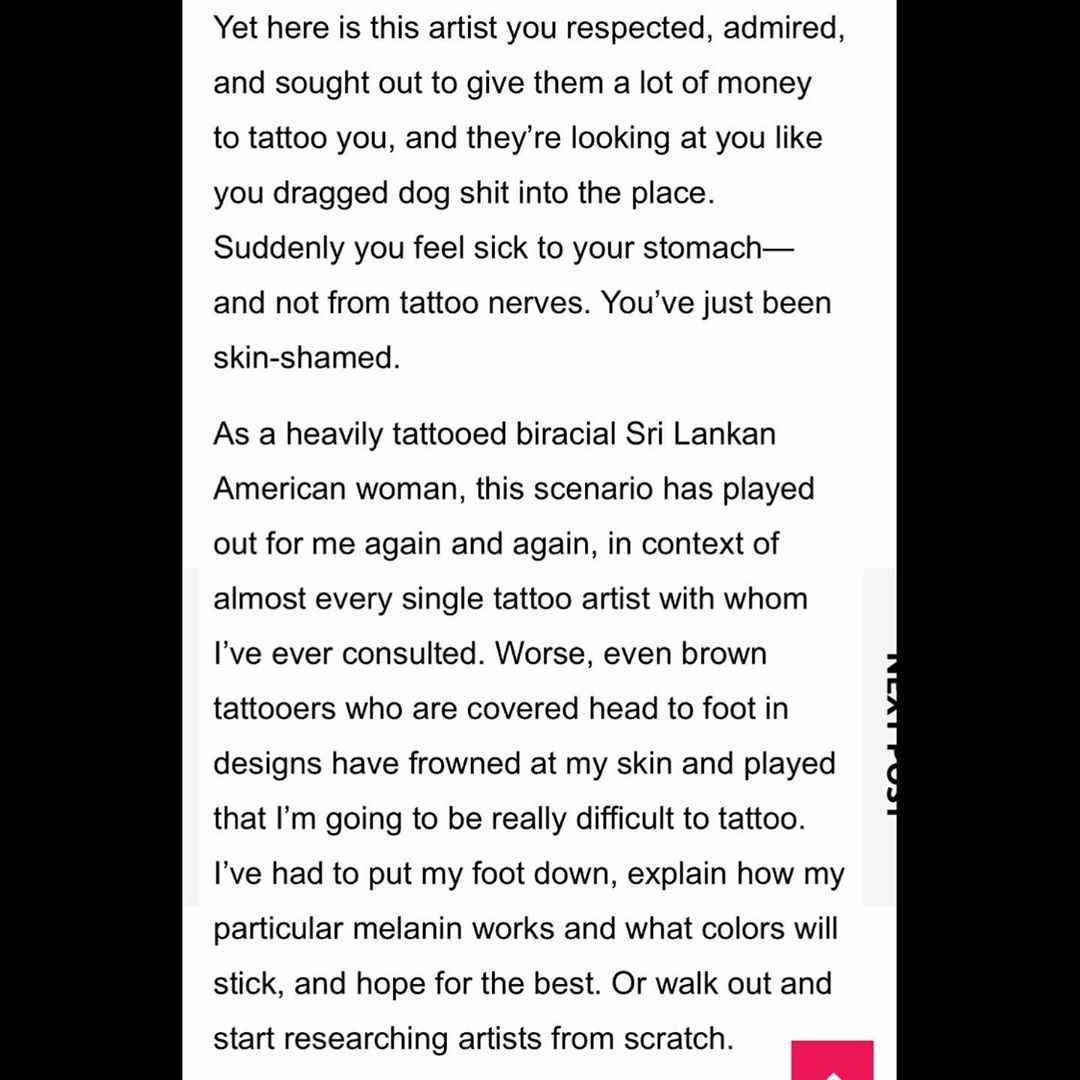 Yet here is this artist you respected, admired,
and sought out to give them a lot of money
to tattoo you, and they’re looking at you like
you dragged dog shit into the place.
Suddenly you feel sick to your stomach—
and not from tattoo nerves. You’ve just been
skin-shamed.
As a heavily tattooed biracial Sri Lankan
American woman, this scenario has played
out for me again and again, in context of
almost every single tattoo artist with whom
I’ve ever consulted. Worse, even brown
tattooers who are covered head to foot in
designs have frowned at my skin and played
that I’m going to be really difficult to tattoo.
I’ve had to put my foot down, explain how my
particular melanin works and what colors will
stick, and hope for the best. Or walk out and
start researching artists from scratch.
NEXT POST